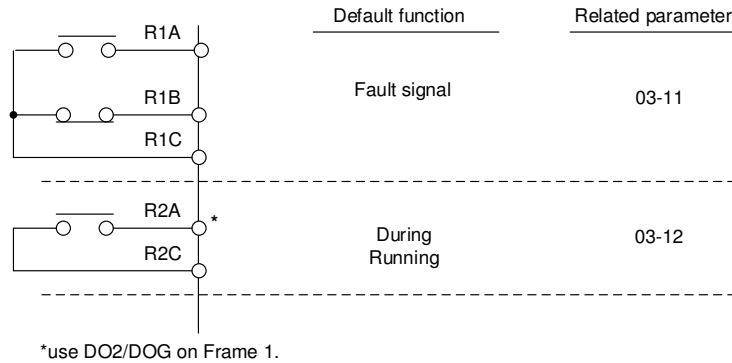 Default function Related parameter
R1A
R1B
R1C
Fault signal 03-11
R2A *
R2C
During
Running
03-12
*use DO2/DOG on Frame 1.